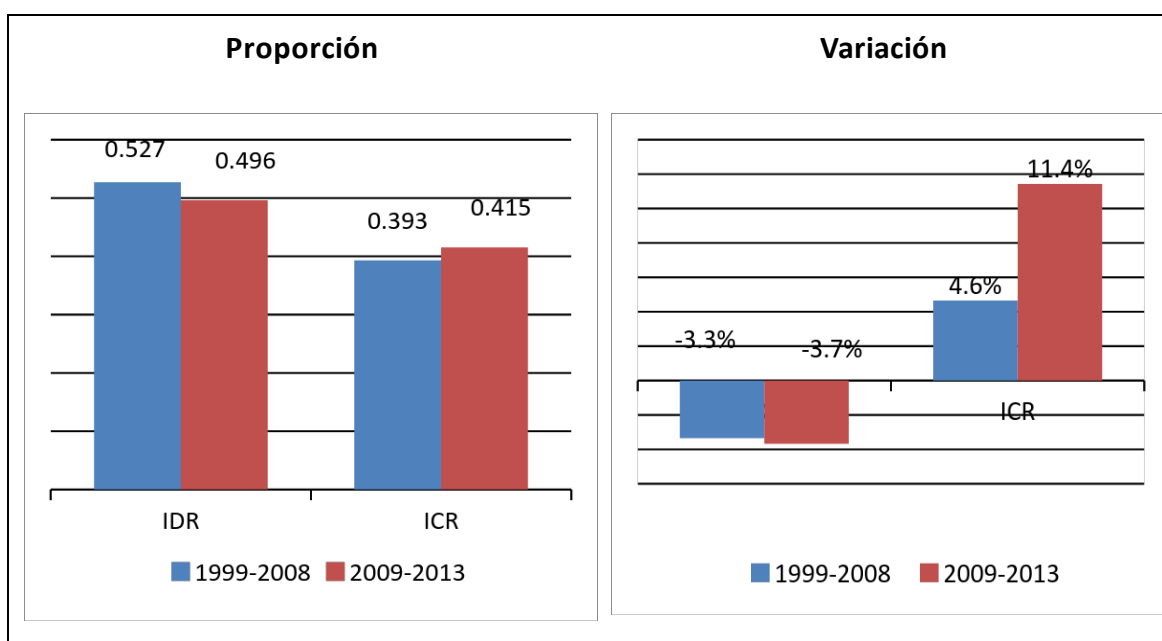 Proporción
0.527
0.496
0.393
0.415
IDR
ICR
1999-2008
2009-2013
Variación
11.4%
4.6%
-3.3%
-3.7%
ICR
1999-2008
2009-2013